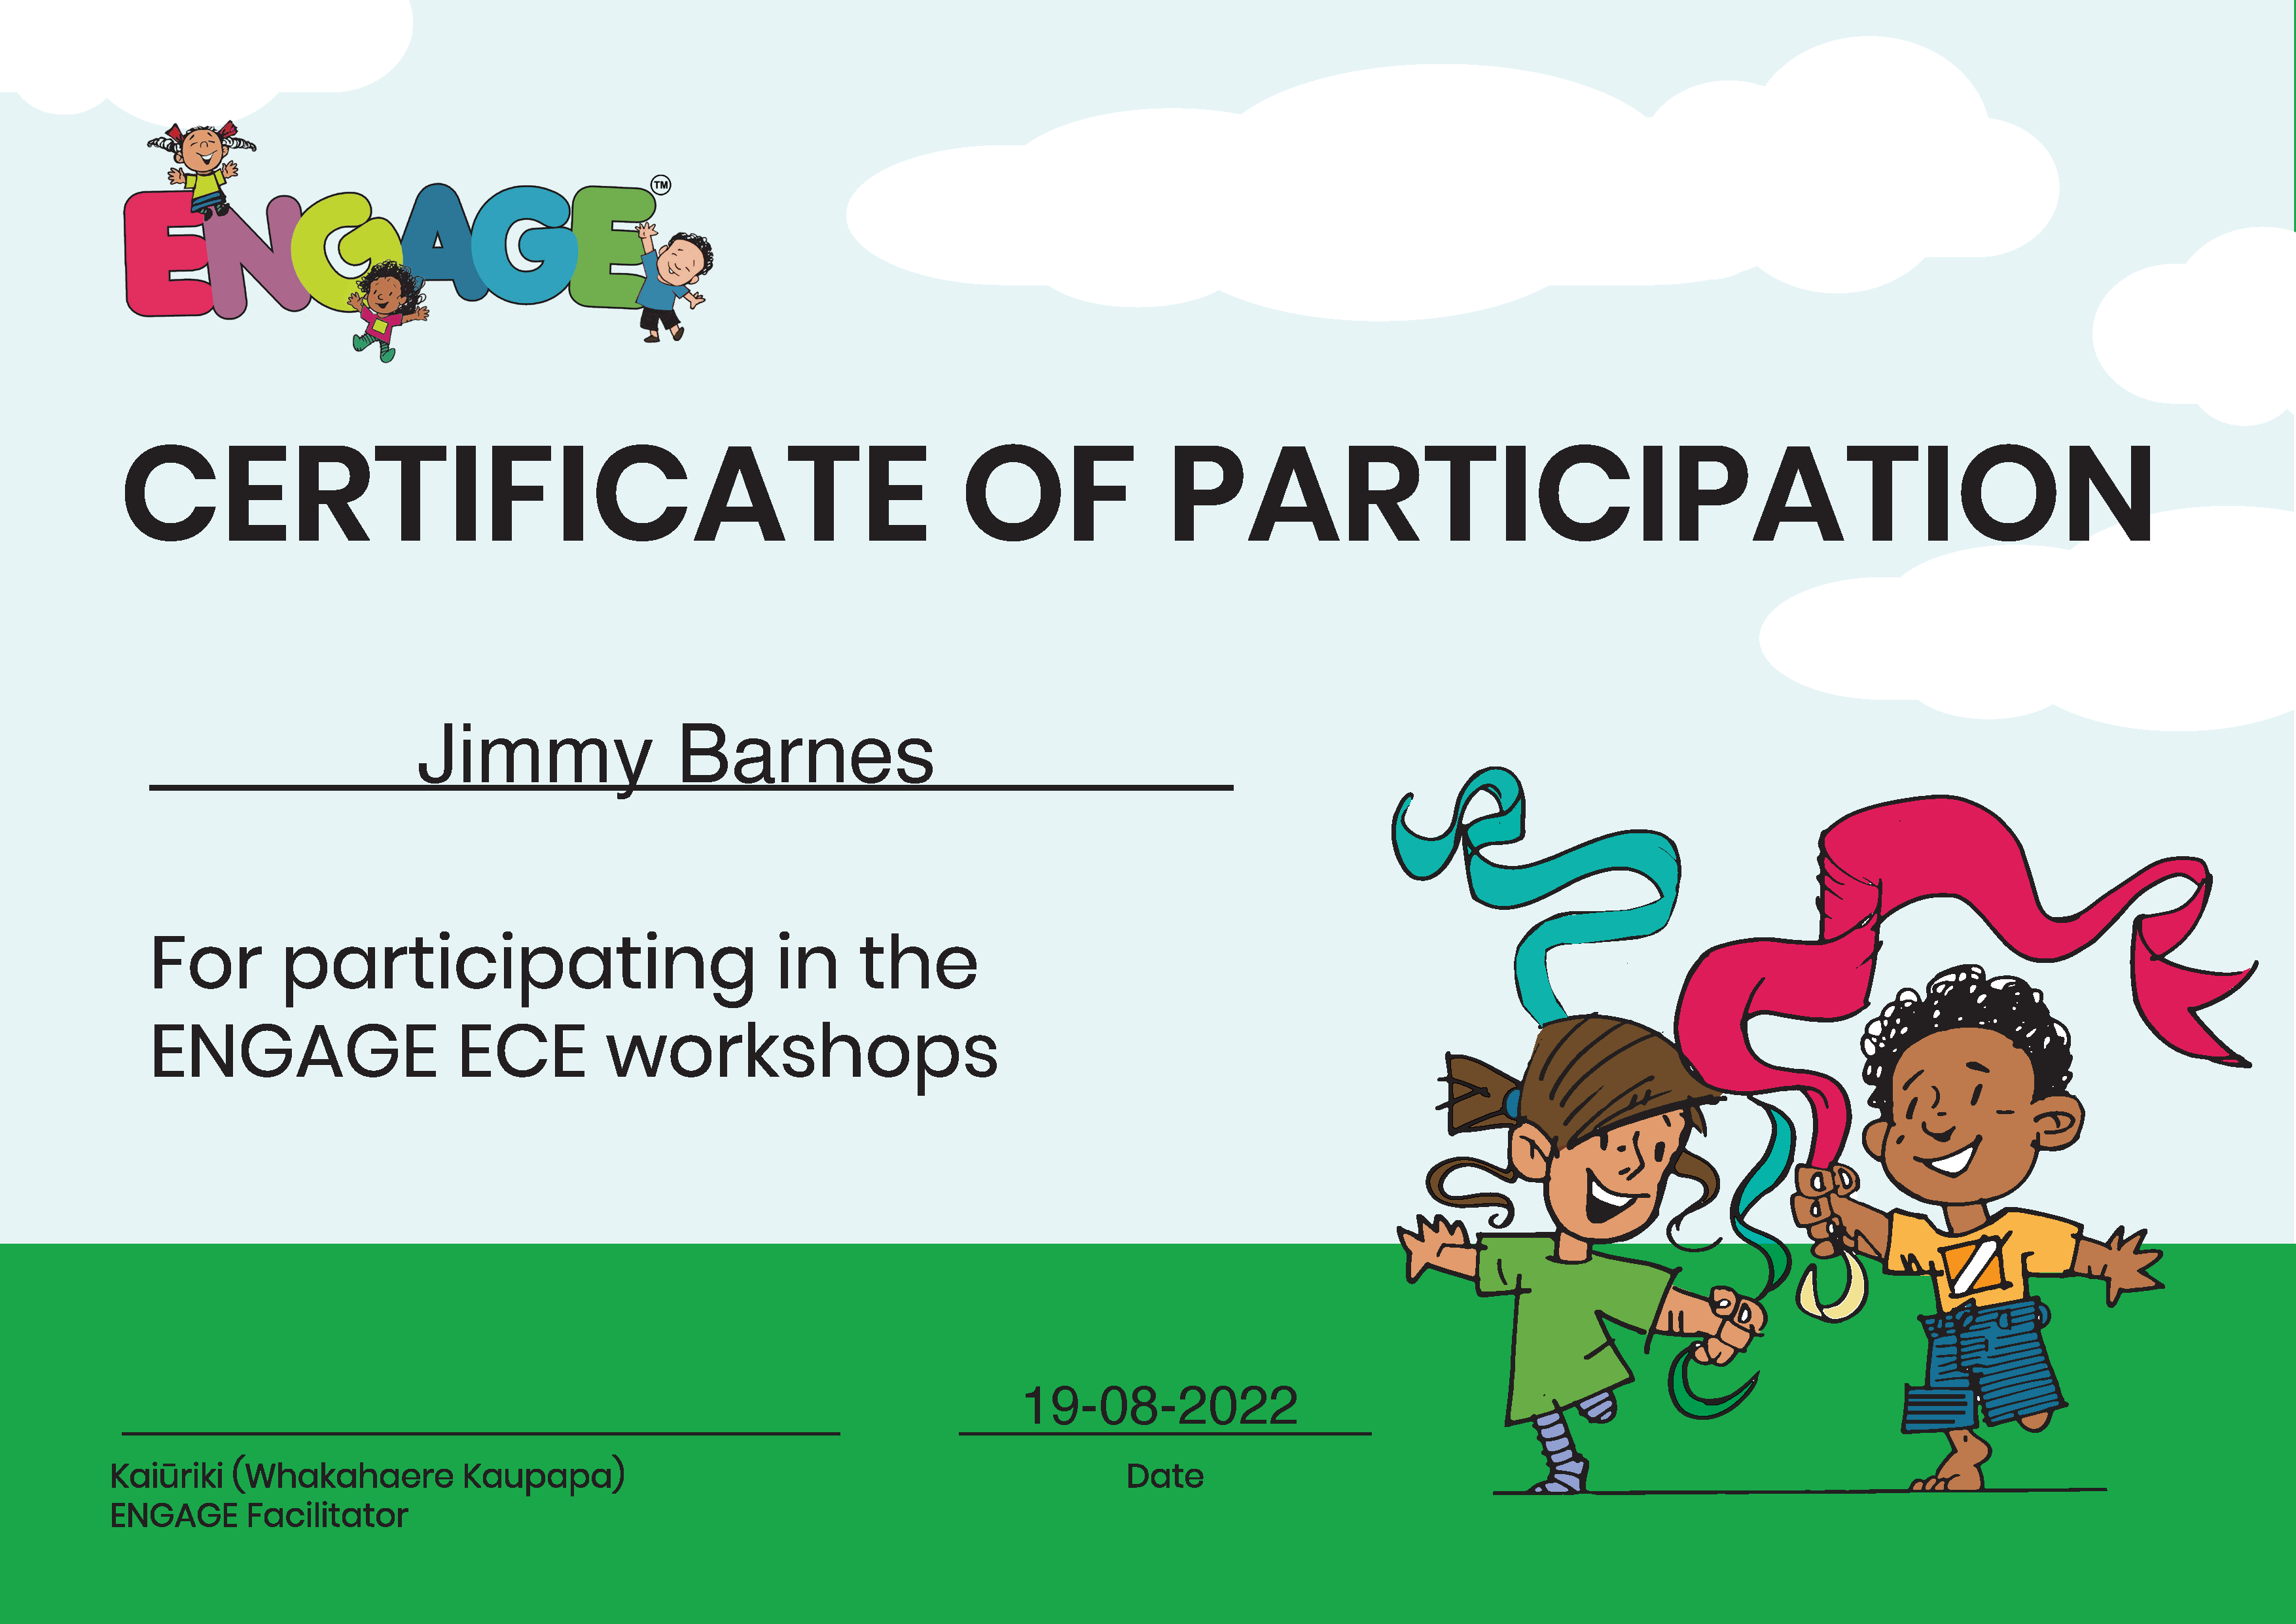 ENGAGE™
CERTIFICATE OF PARTICIPATION
Jimmy Barnes
For participating in the
ENGAGE ECE workshops
19-08-2022
Kaiūriki (Whakahaere Kaupapa)
ENGAGE Facilitator
Date